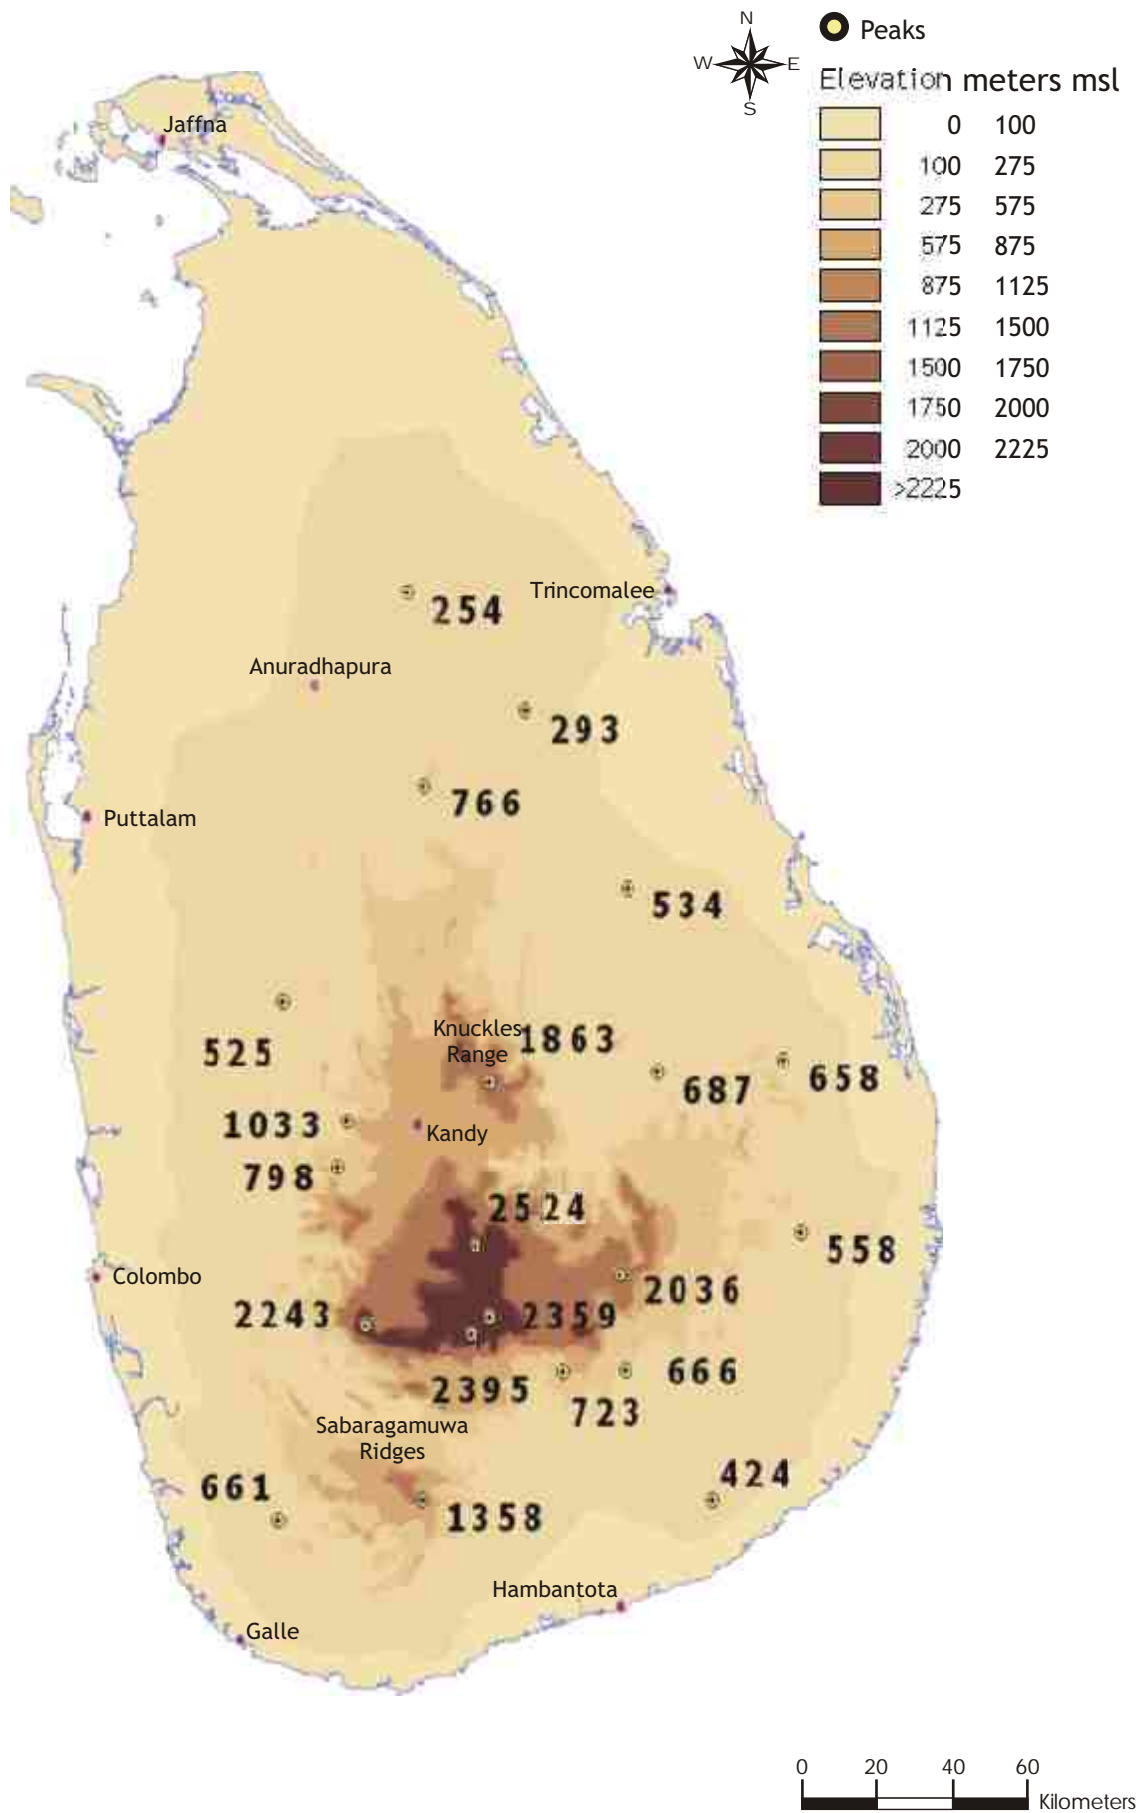 N
W E
S
Peaks
Elevation meters msl
0 100
100 275
275 575
575 875
875 1125
1125 1500
1500 1750
1750 2000
2000 2225
>2225
Jaffna
Trincomalee
254
Anuradhapura
293
766
Puttalam
534
525
Knuckles
Range
1863
687
658
1033
Kandy
798
2524
558
Colombo
2036
2243
2359
666
2395
723
Sabaragamuwa
Ridges
424
661
1358
Hambantota
Galle
0 20 40 60
Kilometers